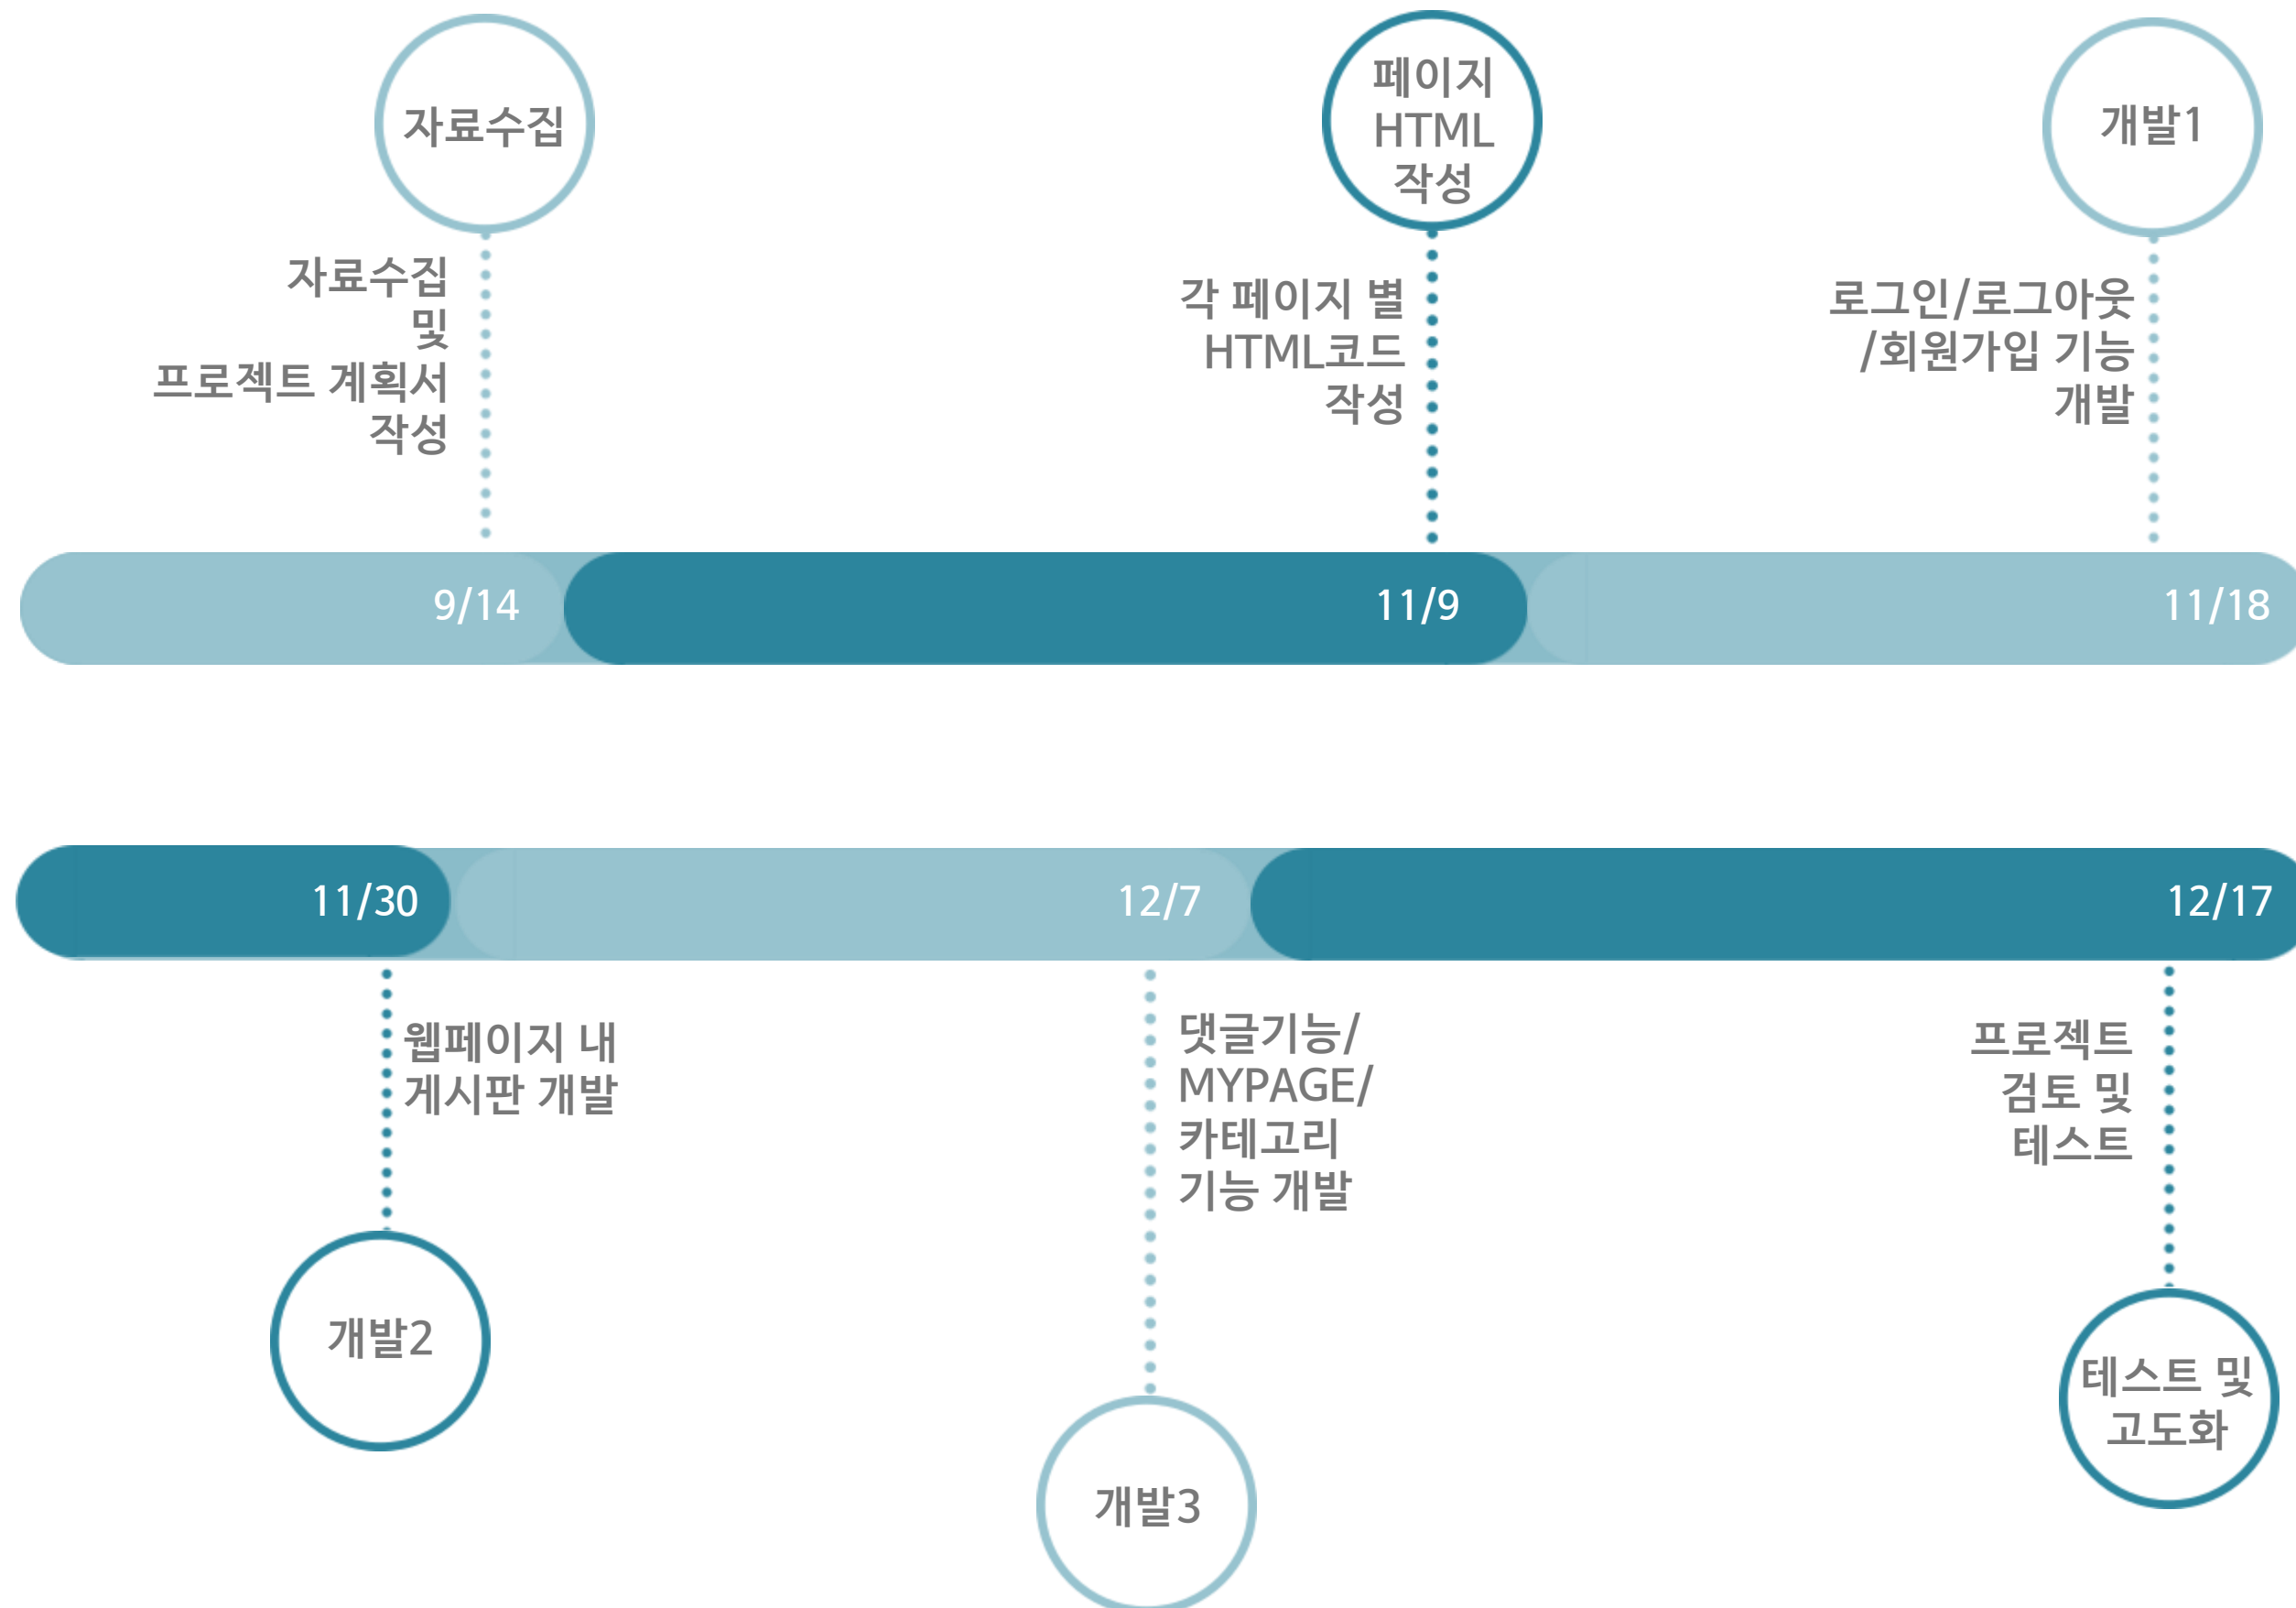 자료수집
자료수집
및
프로젝트 계획서
작성
9/14
페이지
HTML
작성
각 페이지 별
HTML코드
작성
11/9
개발1
로그인/로그아웃
/회원가입 기능
개발
11/18
11/30
웹페이지 내
게시판 개발
개발2
12/7
댓글기능/
MYPAGE/
카테고리
기능 개발
개발3
12/17
프로젝트
검토 및
테스트
테스트 및
고도화